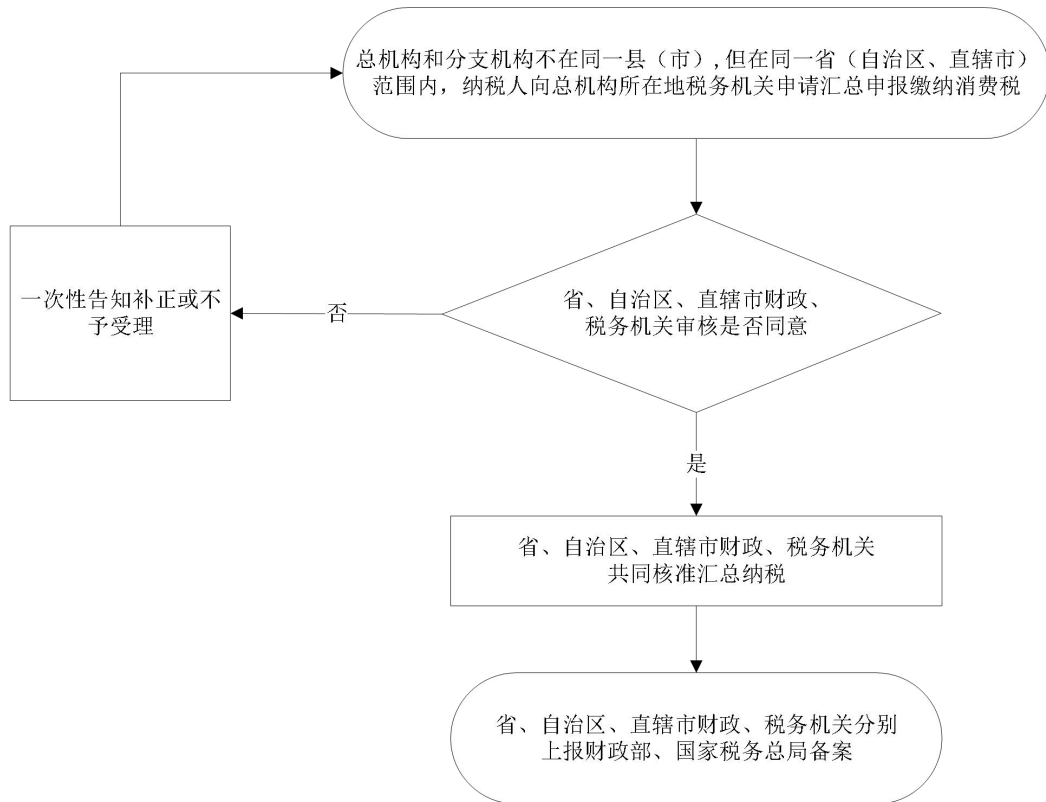 总机构和分支机构不在同一县（市）,但在同一省（自治区、直辖市）
范围内，纳税人向总机构所在地税务机关申请汇总申报缴纳消费税
省、自治区、直辖市财政、
税务机关审核是否同意
否
一次性告知补正或不
予受理
是
省、自治区、直辖市财政、税务机关
共同核准汇总纳税
省、自治区、直辖市财政、税务机关分别
上报财政部、国家税务总局备案